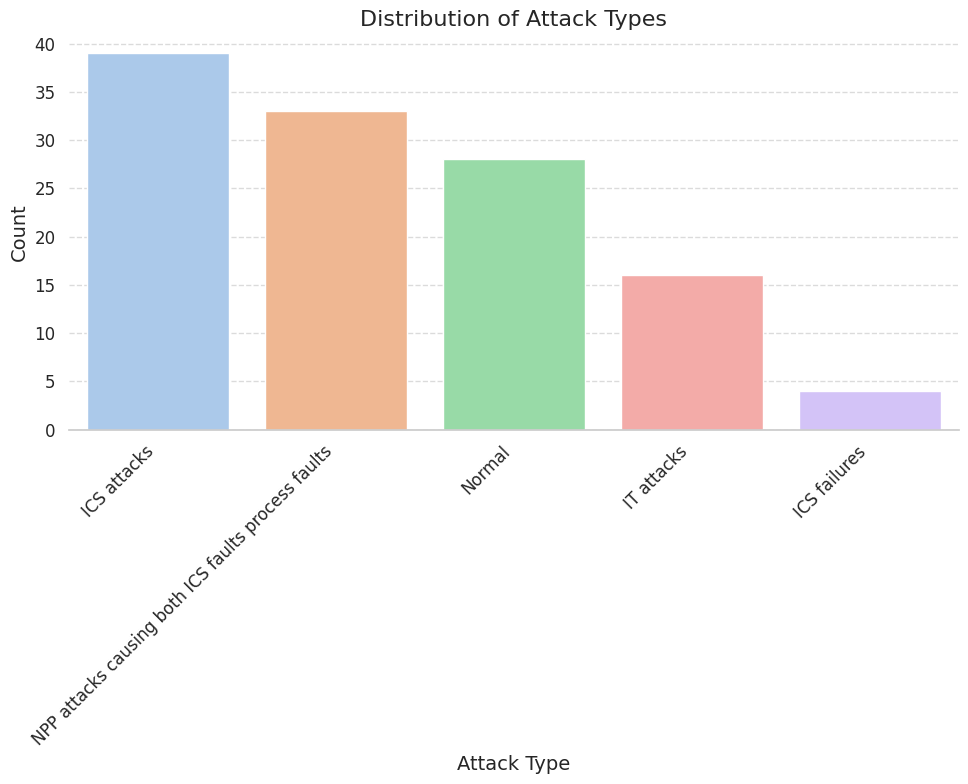 Distribution of Attack Types
Count
40
35
30
25
20
15
10
5
0
ICS attacks
NPP attacks causing both ICS faults process faults
Normal
IT attacks
ICS failures
Attack Type